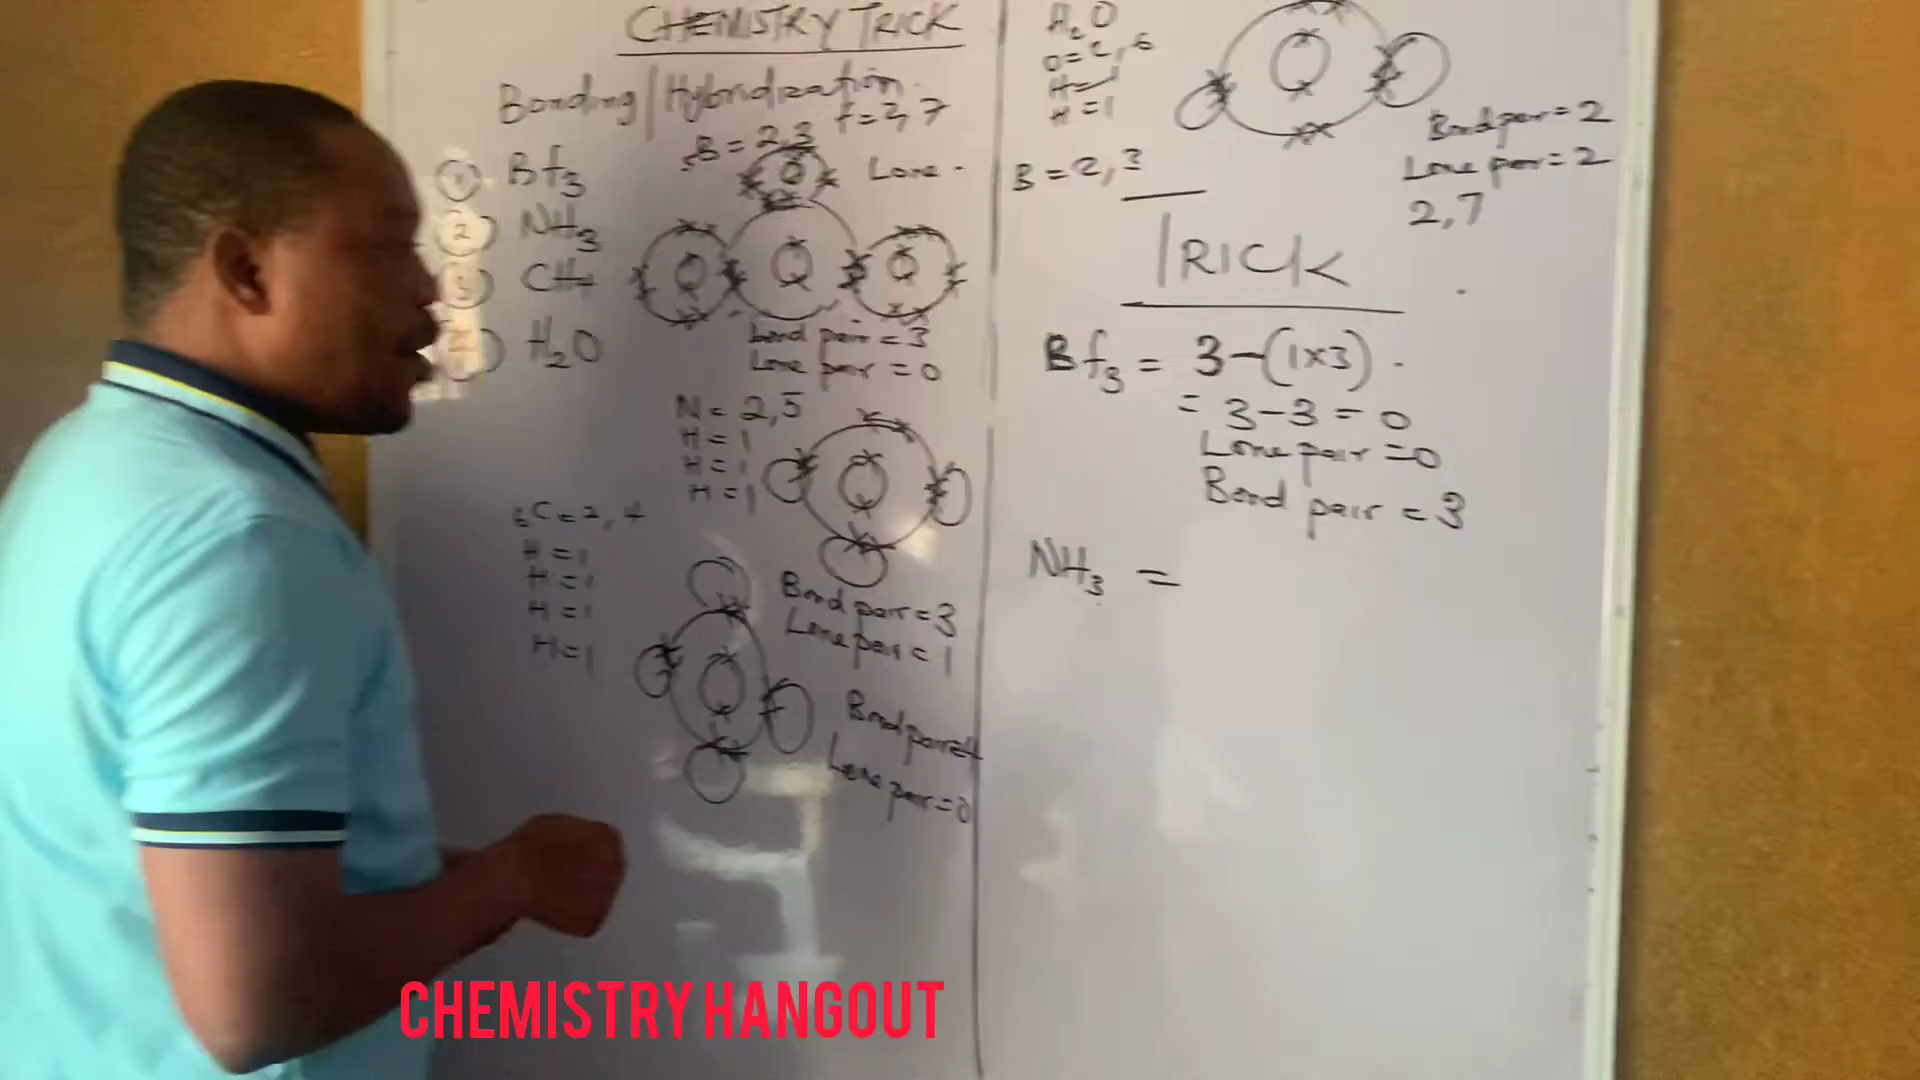 CHEMISTRY TRICK
Bonding/Hybridization.
f=2,7
5B = 2,3
Lone -
1 Bf3
2 NH3
3 CH4
4 H2O
bond pair = 3
Lone pair = 0
N = 2,5
H = 1
H = 1
H = 1
Bond pair = 3
Lone pair = 1
6C = 2, 4
H = 1
H = 1
H = 1
H = 1
Bond pair = 4
Lone pair = 0
H2O
O = 2, 6
H = 1
H = 1
Bond pair = 2
Lone pair = 2
2,7
B = 2, 3
TRICK
Bf3 = 3-(1×3).
= 3-3 = 0
Lone pair = 0
Bond pair = 3
NH3 =
CHEMISTRY HANGOUT